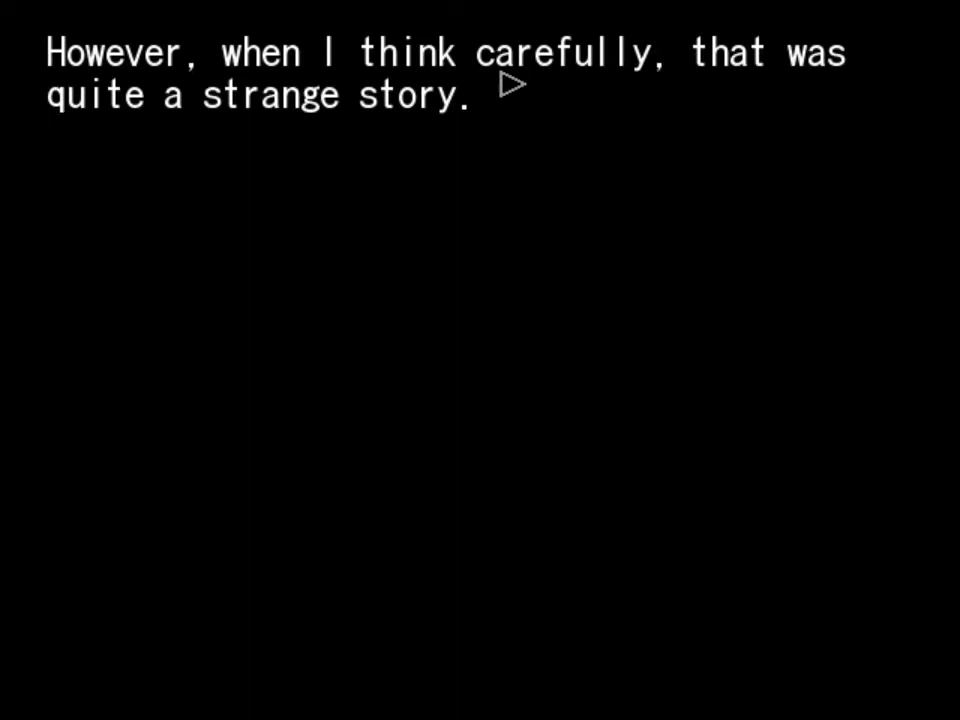 However, when I think carefully, that was
quite a strange story.